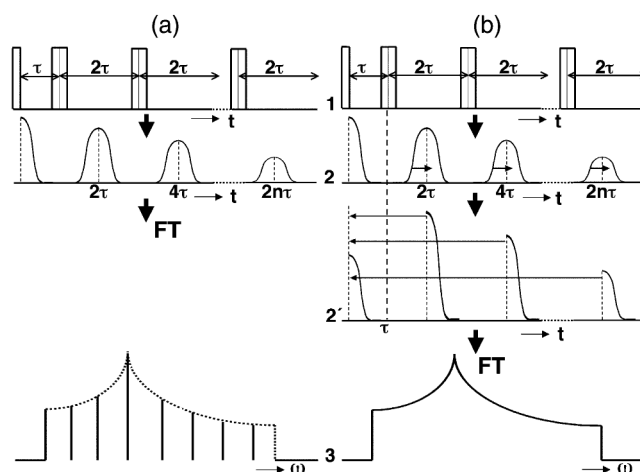 (a) (b)
τ 2τ 2τ 2τ τ 2τ 2τ 2τ
1
t t
2
2τ 4τ 2nτ 2τ 4τ 2nτ
t t
FT
2´
τ
t
FT
3
ω ω